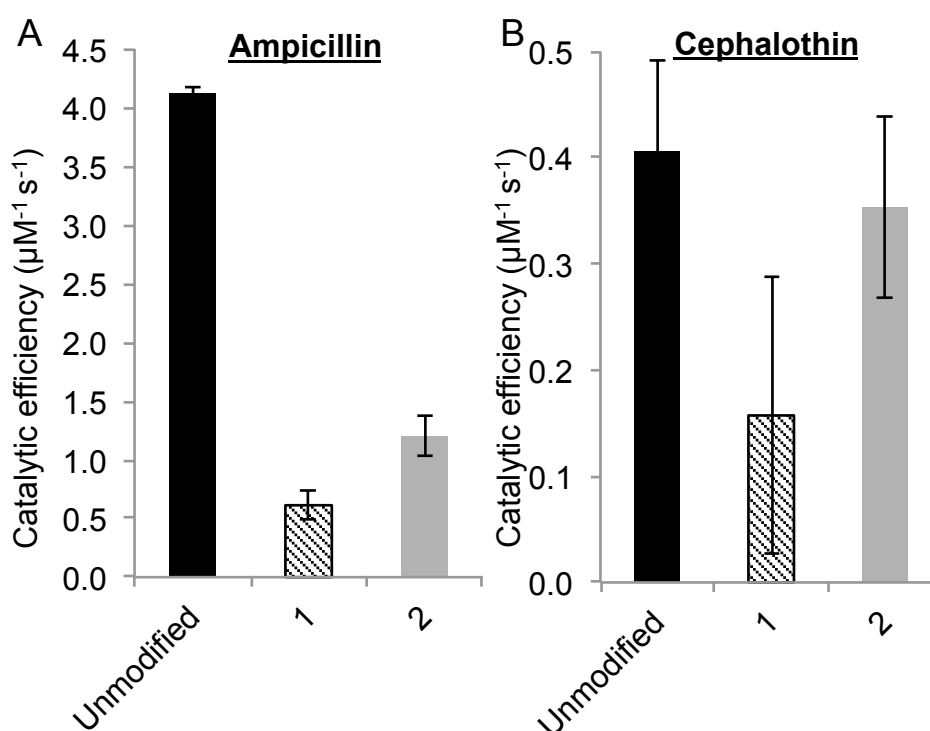 A
Ampicillin
Catalytic efficiency (µM⁻¹ s⁻¹)
4.5
4.0
3.5
3.0
2.5
2.0
1.5
1.0
0.5
0.0
Unmodified
1
2
B
Cephalothin
Catalytic efficiency (µM⁻¹ s⁻¹)
0.5
0.4
0.3
0.2
0.1
0.0
Unmodified
1
2